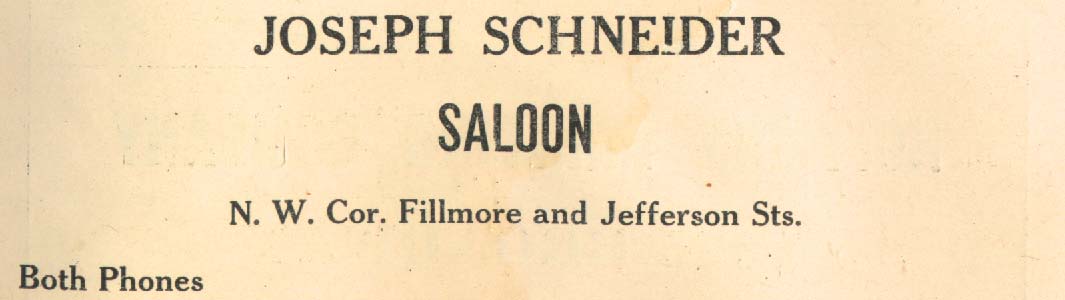 JOSEPH SCHNEIDER
SALOON
N. W. Cor. Fillmore and Jefferson Sts.
Both Phones